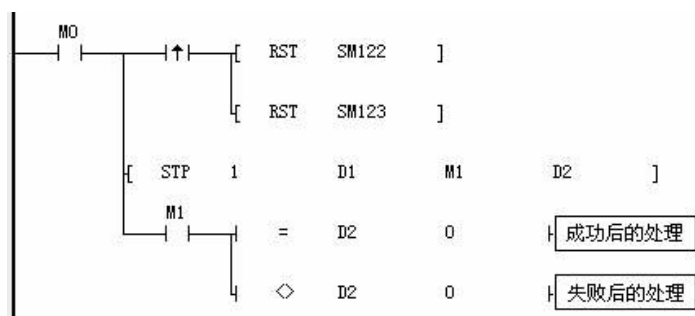 M0
[ RST SM122 ]
[ RST SM123 ]
[ STP 1 D1 M1 D2 ]
M1
= D2 0 成功后的处理
<> D2 0 失败后的处理